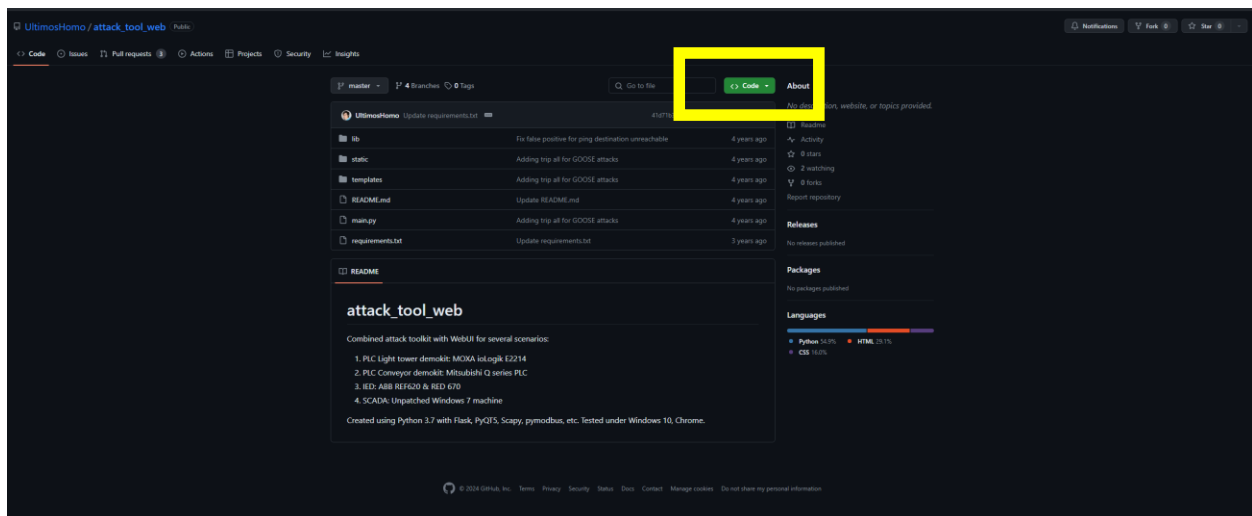 UltimosHomo / attack_tool_web Public
Notifications Fork 0 Star 0
Code Issues Pull requests 3 Actions Projects Security Insights
master 4 Branches 0 Tags Go to file Code
UltimosHomo Update requirements.txt
lib Fix false positive for ping destination unreachable 4 years ago
static Adding trip all for GOOSE attacks 4 years ago
templates Adding trip all for GOOSE attacks 4 years ago
README.md Update README.md 4 years ago
main.py Adding trip all for GOOSE attacks 4 years ago
requirements.txt Update requirements.txt 3 years ago
README
attack_tool_web
Combined attack toolkit with WebUI for several scenarios:
1. PLC Light tower demokit: MOXA ioLogik E2214
2. PLC Conveyor demokit: Mitsubishi Q series PLC
3. IED: ABB REF620 & RED 670
4. SCADA: Unpatched Windows 7 machine
Created using Python 3.7 with Flask, PyQT5, Scapy, pymodbus, etc. Tested under Windows 10, Chrome.
About
website, or topics provided.
Readme
Activity
0 stars
2 watching
0 forks
Report repository
Releases
No releases published
Packages
No packages published
Languages
Python 54.9% HTML 29.1%
CSS 16.0%
© 2024 GitHub, Inc. Terms Privacy Security Status Docs Contact Manage cookies Do not share my personal information